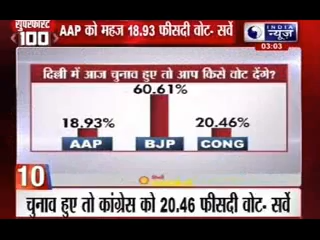 सुपरफास्ट
100
AAP को महज 18.93 फीसदी वोट- सर्वे
INDIA
न्यूज़
03:03
दिल्ली में आज चुनाव हुए तो आप किसे वोट देंगे?
60.61%
18.93%
20.46%
AAP
BJP
CONG
10
चुनाव हुए तो कांग्रेस को 20.46 फीसदी वोट- सर्वे